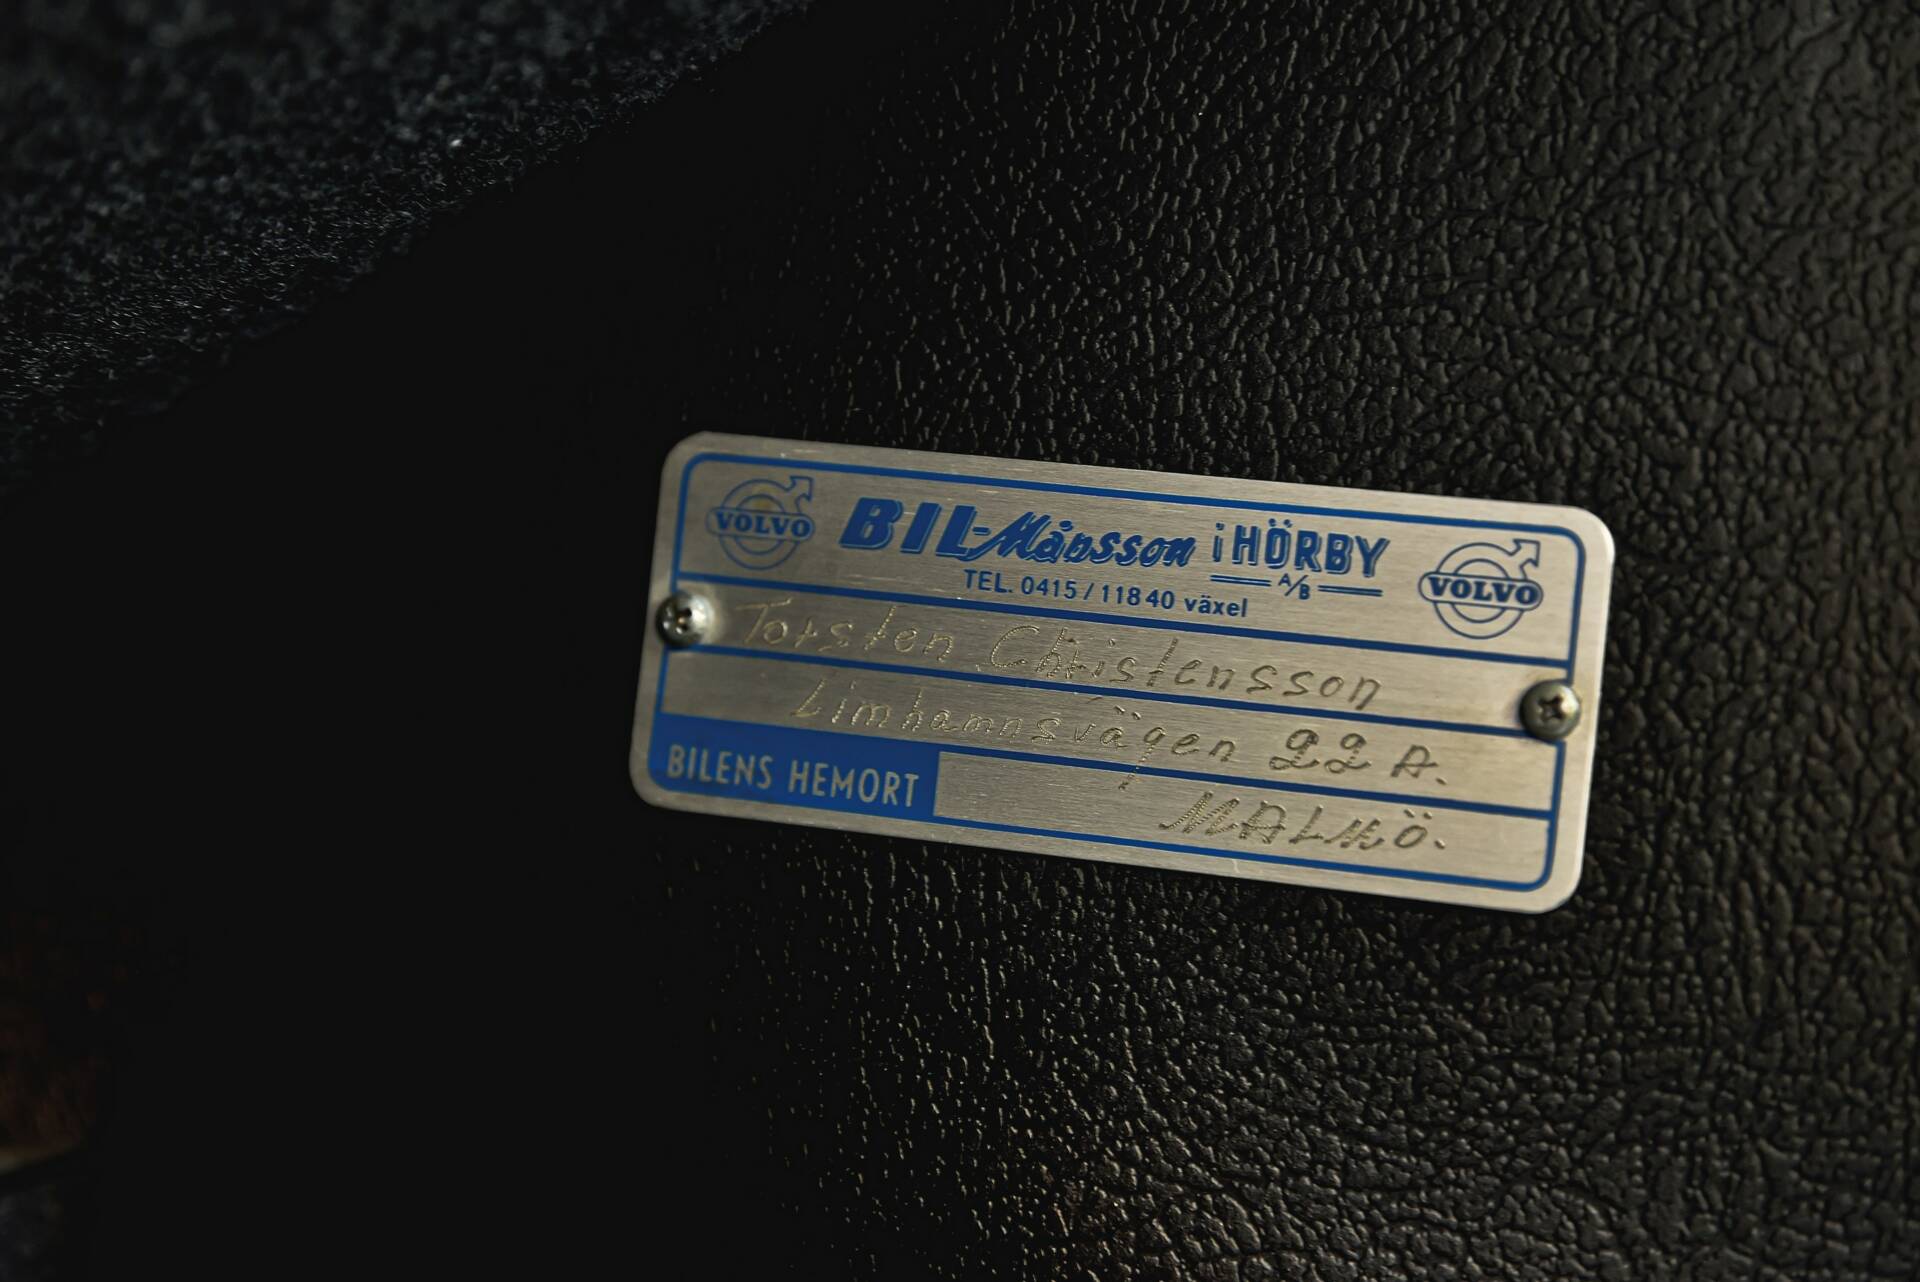 VOLVO BIL-Månsson i HÖRBY A/B VOLVO
TEL. 0415 / 118 40 växel
Torsten Christensson
Limhamnsvägen 22 A.
BILENS HEMORT MALMÖ.